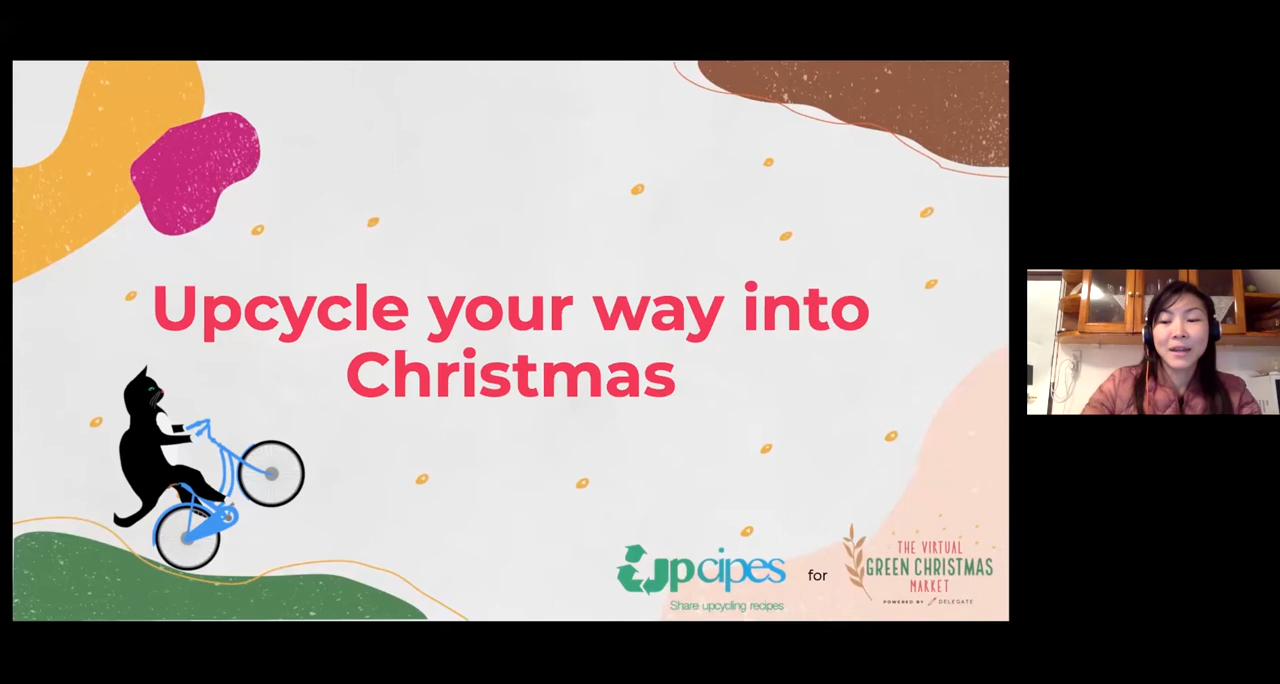 Upcycle your way into
Christmas
upcipes
Share upcycling recipes
for
THE VIRTUAL
GREEN CHRISTMAS
MARKET
POWERED BY DELEGATE